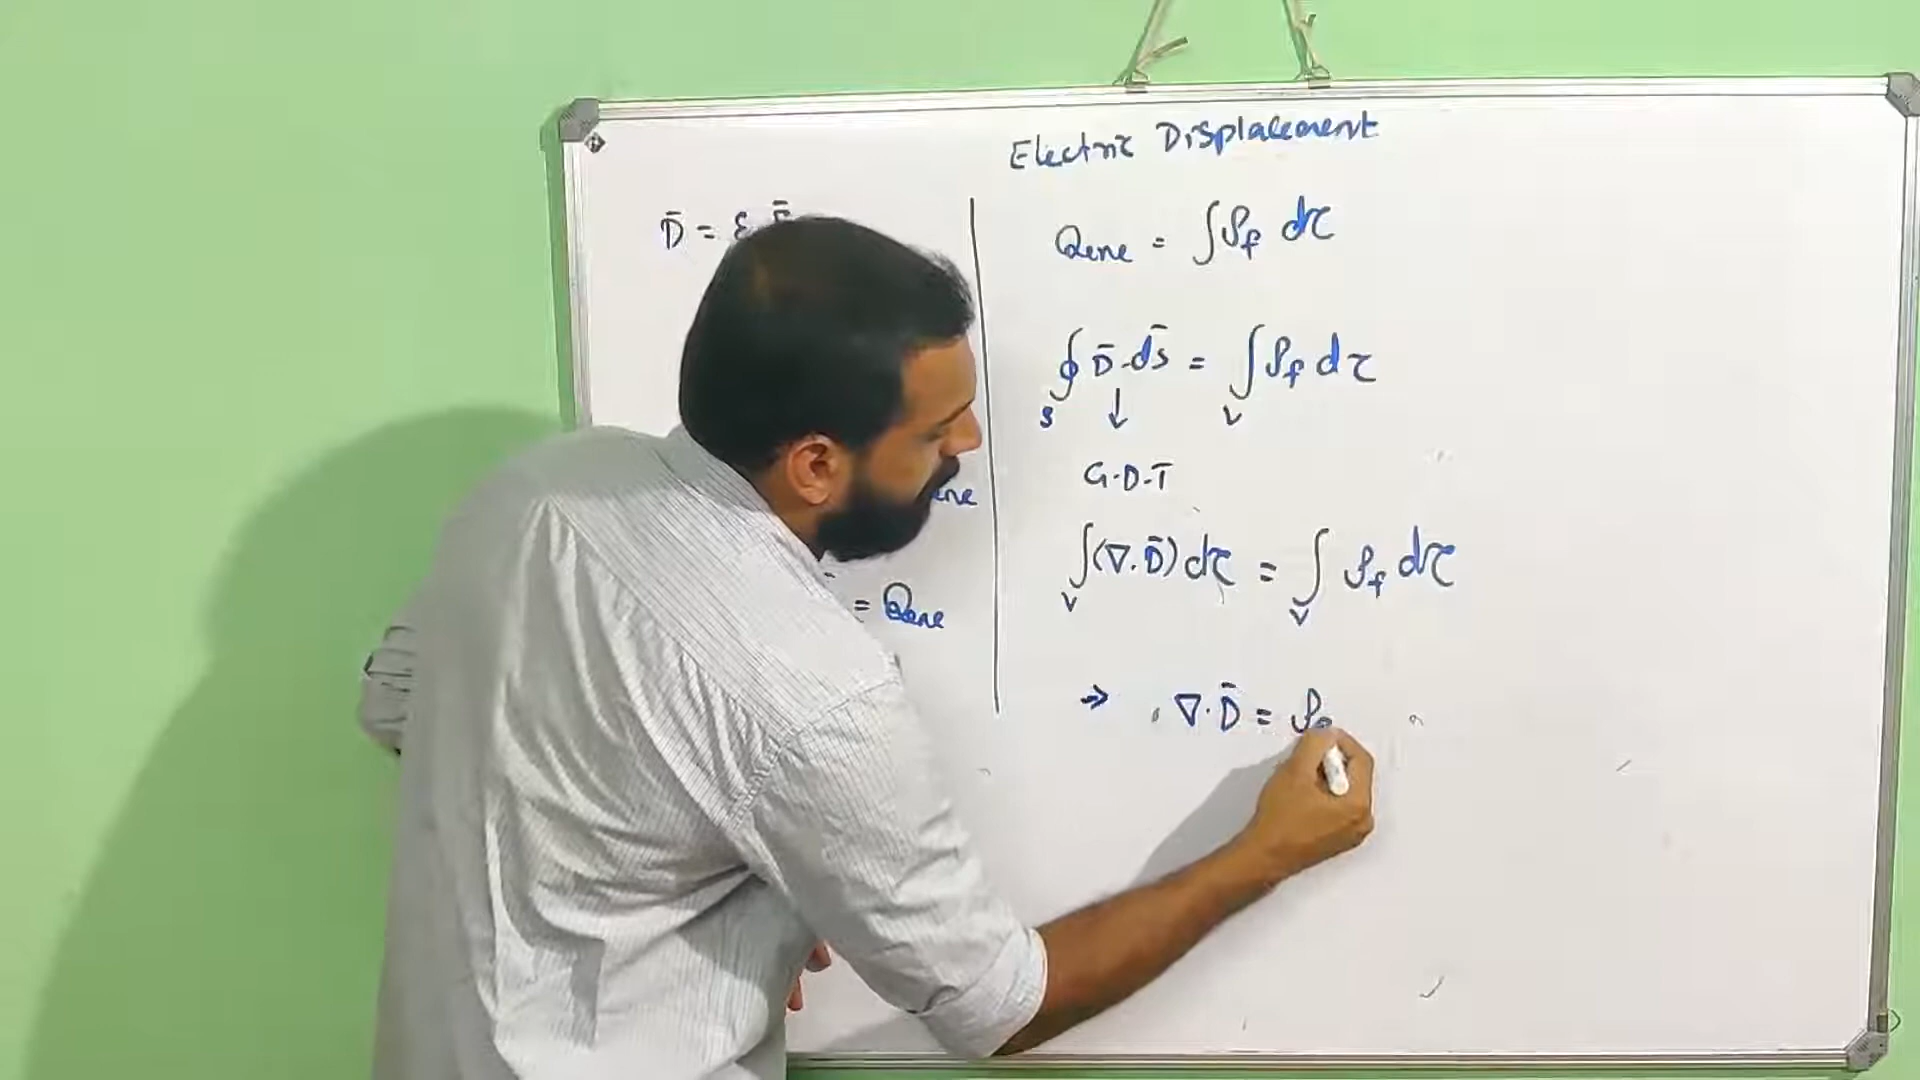 Electric Displacement
D̄ = ε
= Qenc
Qenc = ∫ρf dτ
∮S D̄.ds̄ = ∫V ρf dτ
↓
G.D.T
∫V (∇.D̄) dτ = ∫V ρf dτ
→ ∇.D̄ = ρ